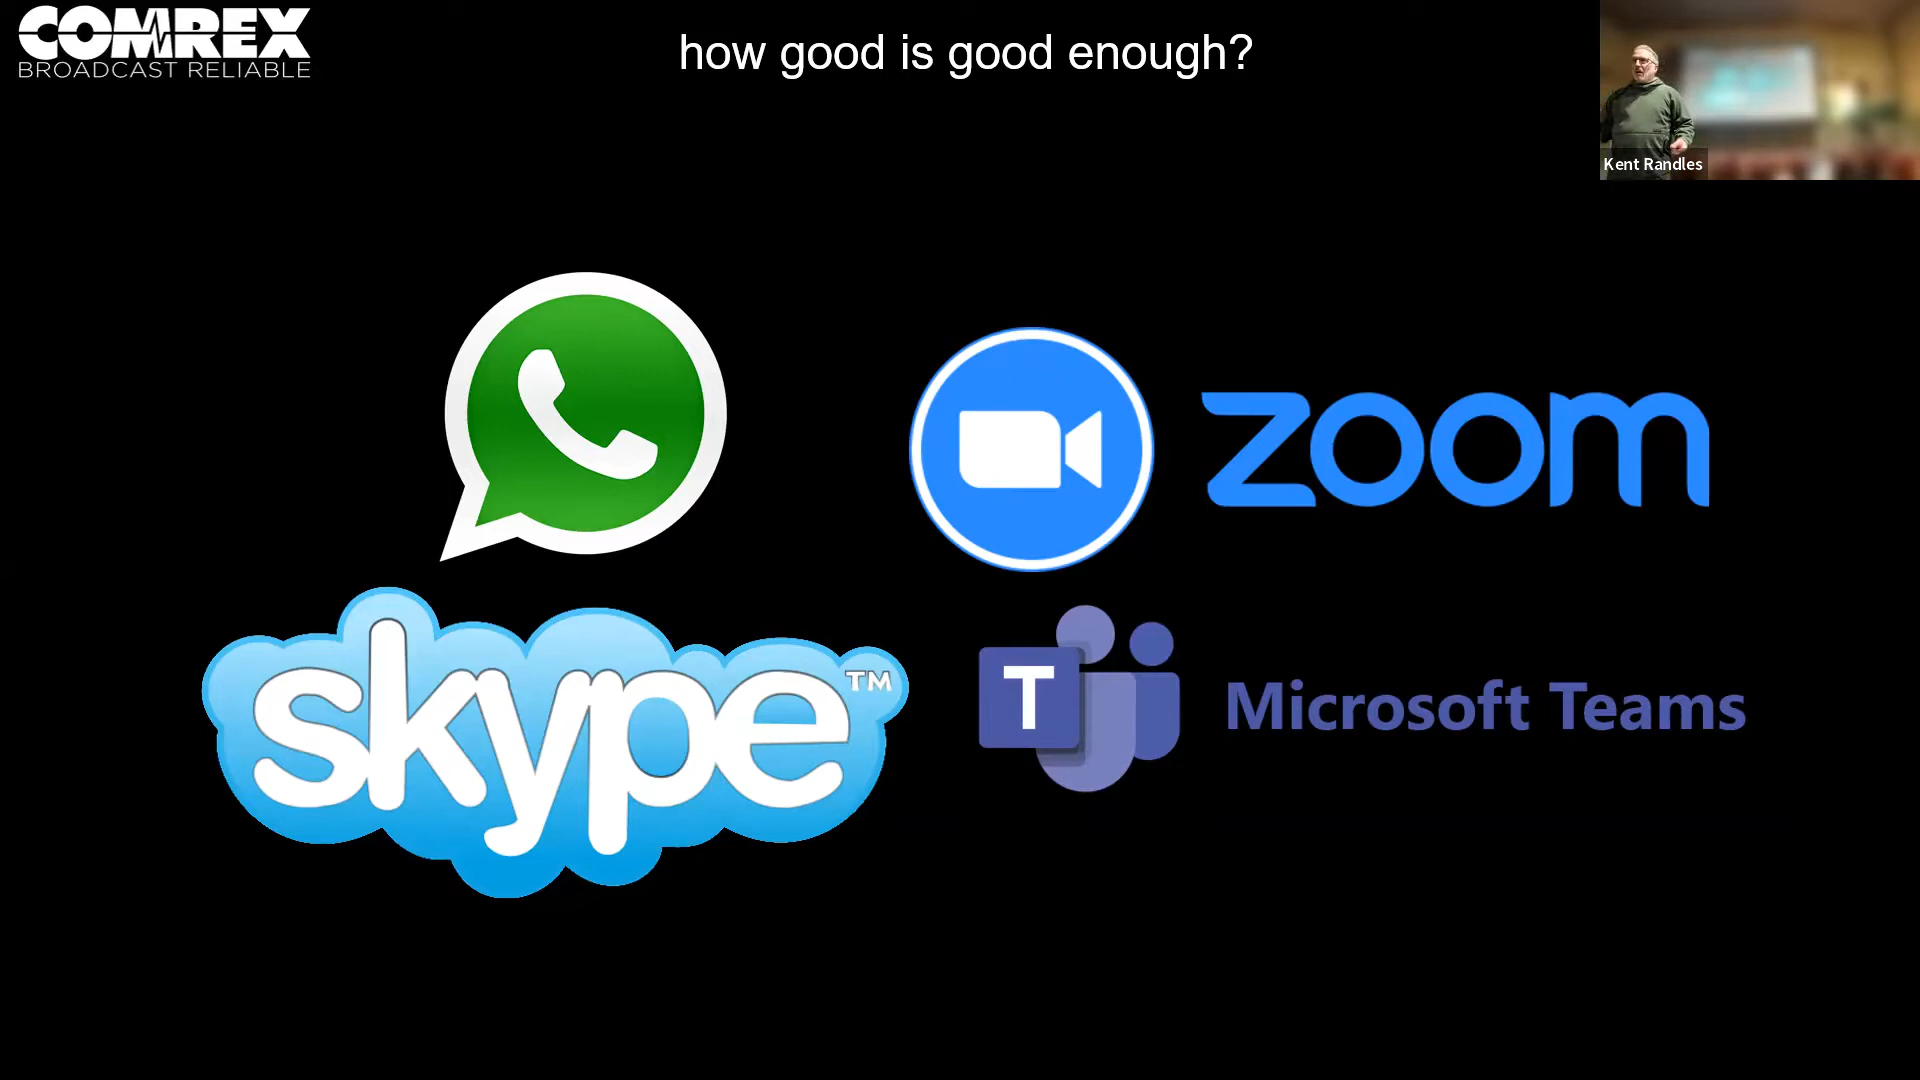 COMREX
BROADCAST RELIABLE
how good is good enough?
Kent Randles
zoom
skype™
T
Microsoft Teams